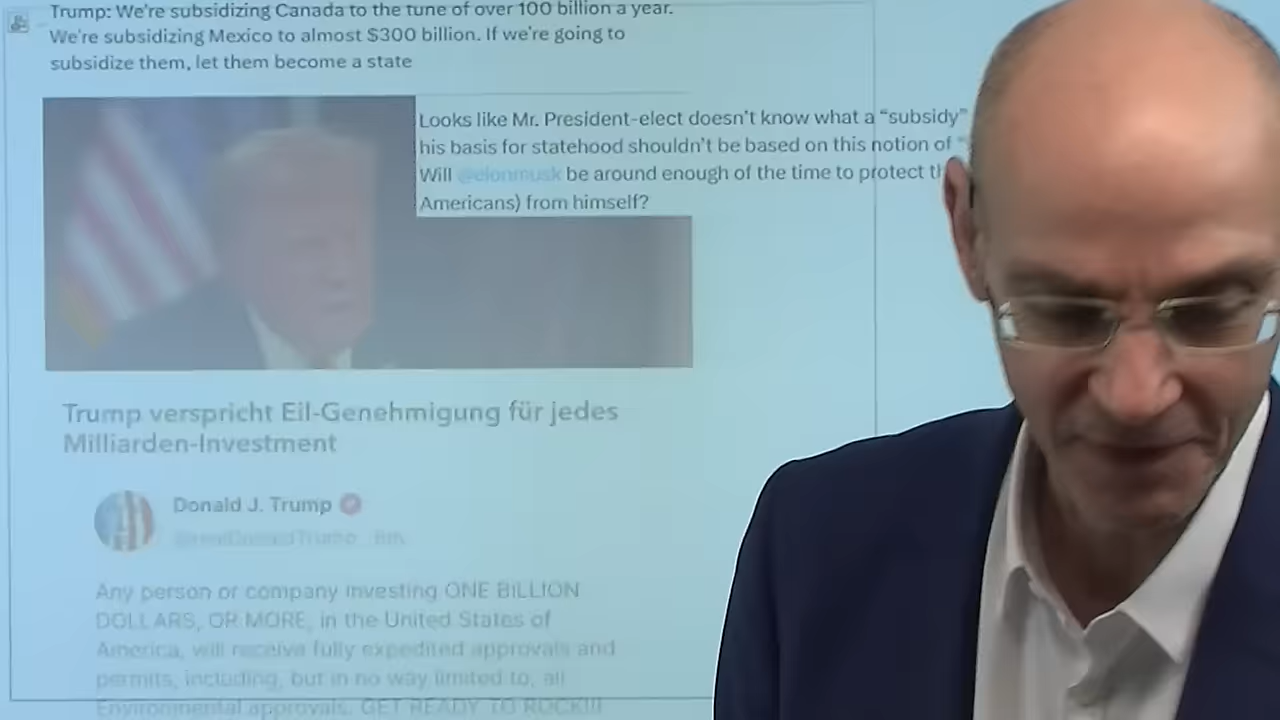 Trump: We're subsidizing Canada to the tune of over 100 billion a year.
We're subsidizing Mexico to almost $300 billion. If we're going to
subsidize them, let them become a state
Looks like Mr. President-elect doesn't know what a “subsidy”
his basis for statehood shouldn't be based on this notion of
Will @elonmusk be around enough of the time to protect
Americans) from himself?
Trump verspricht Eil-Genehmigung für jedes
Milliarden-Investment
Donald J. Trump
@realDonaldTrump
Any person or company investing ONE BILLION
DOLLARS, OR MORE, in the United States of
America, will receive fully expedited approvals and
permits, including, but in no way limited to, all
Environmental approvals. GET READY TO ROCK!!!